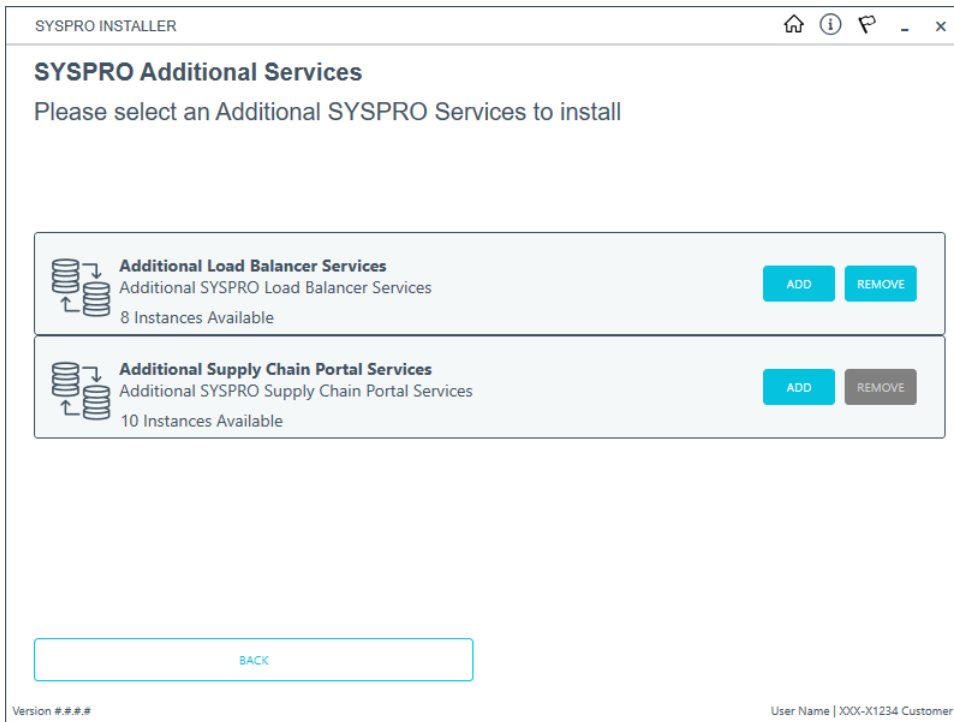 SYSPRO INSTALLER
SYSPRO Additional Services
Please select an Additional SYSPRO Services to install
Additional Load Balancer Services
Additional SYSPRO Load Balancer Services
8 Instances Available
ADD
REMOVE
Additional Supply Chain Portal Services
Additional SYSPRO Supply Chain Portal Services
10 Instances Available
ADD
REMOVE
BACK
Version #.#.#.#
User Name | XXX-X1234 Customer